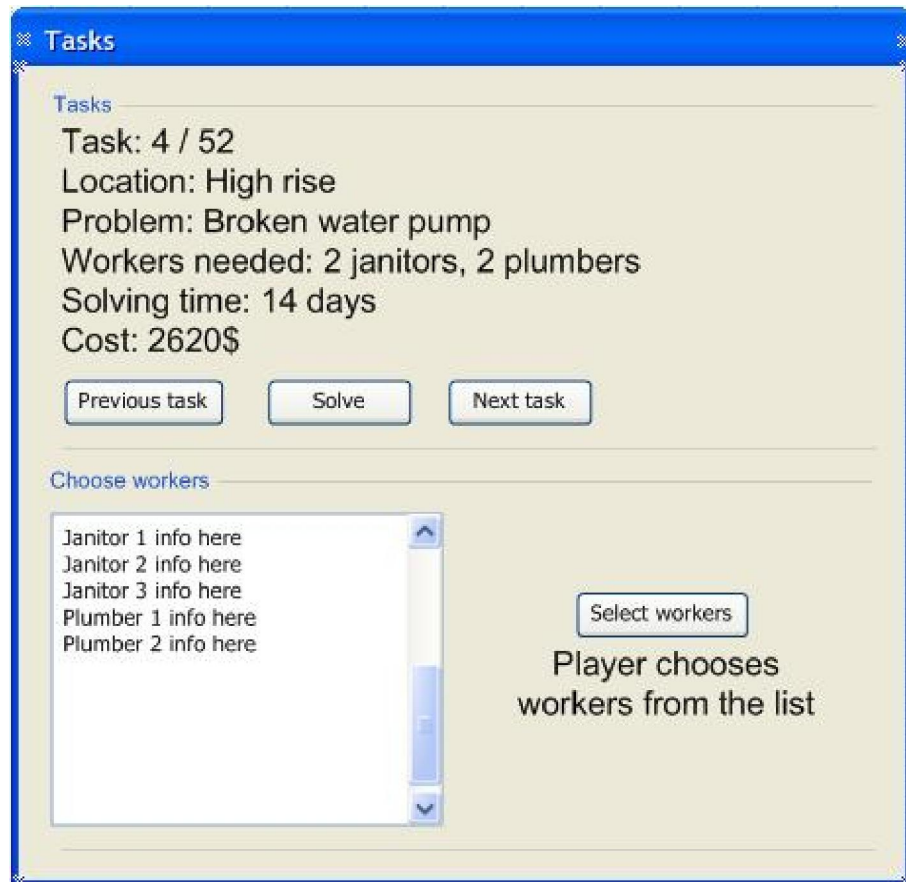 Tasks
Tasks
Task: 4 / 52
Location: High rise
Problem: Broken water pump
Workers needed: 2 janitors, 2 plumbers
Solving time: 14 days
Cost: 2620$
Previous task Solve Next task
Choose workers
Janitor 1 info here
Janitor 2 info here
Janitor 3 info here
Plumber 1 info here
Plumber 2 info here
Select workers
Player chooses
workers from the list